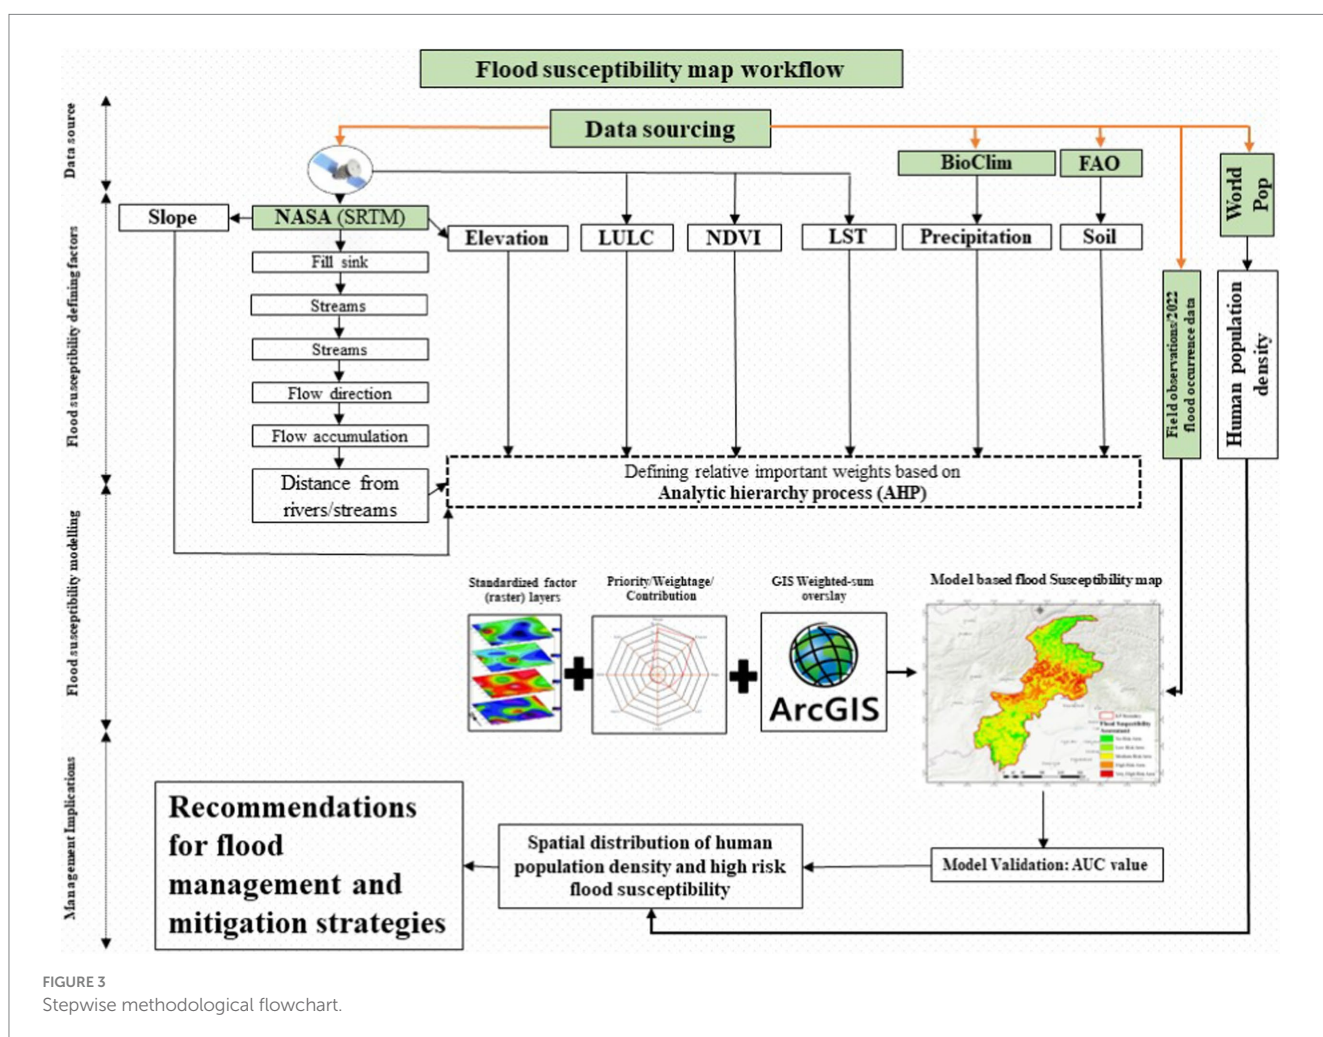 Flood susceptibility map workflow
Data source
Data sourcing
BioClim
FAO
World
Pop
Slope
NASA (SRTM)
Elevation
LULC
NDVI
LST
Precipitation
Soil
Flood susceptibility defining factors
Fill sink
Streams
Streams
Flow direction
Flow accumulation
Distance from
rivers/streams
Field observations/2022
flood occurrence data
Human population
density
Defining relative important weights based on
Analytic hierarchy process (AHP)
Flood susceptibility modelling
Standardized factor
(raster) layers
Priority/Weightage/
Contribution
GIS Weighted-sum
overslay
ArcGIS
Model based flood Susceptibility map
Management Implications
Recommendations
for flood
management and
mitigation strategies
Spatial distribution of human
population density and high risk
flood susceptibility
Model Validation: AUC value
FIGURE 3
Stepwise methodological flowchart.